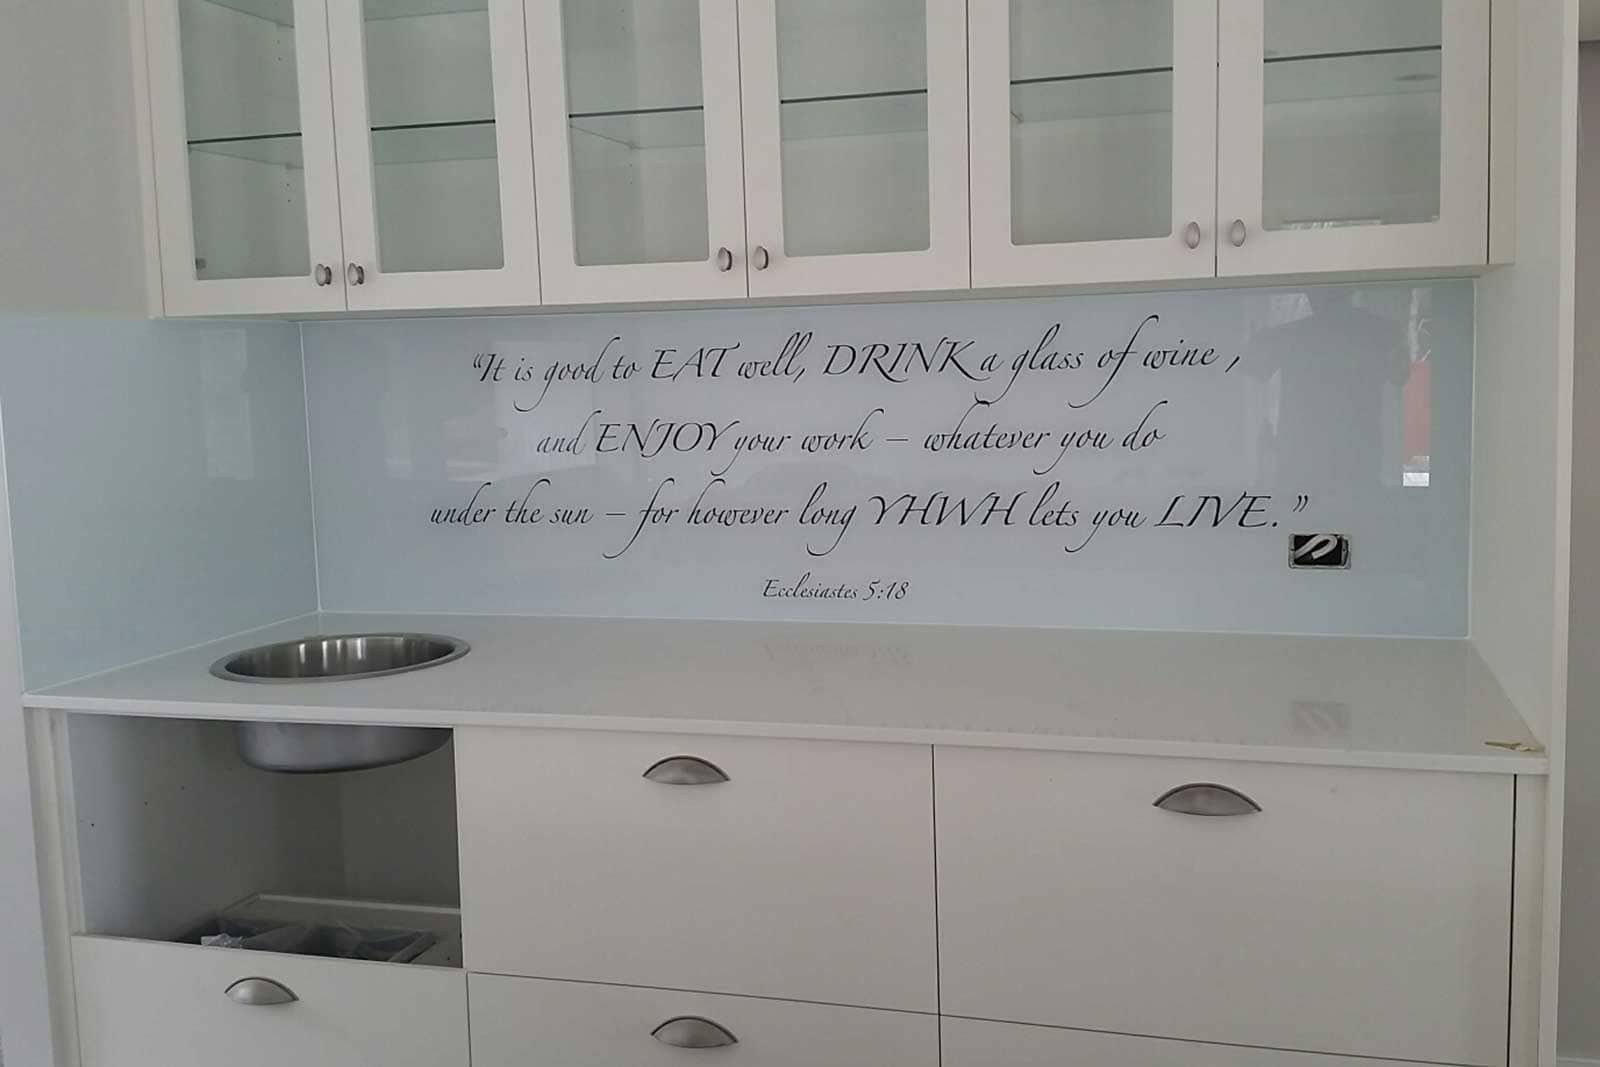 “It is good to EAT well, DRINK a glass of wine ,
and ENJOY your work – whatever you do
under the sun – for however long YHWH lets you LIVE.”
Ecclesiastes 5:18